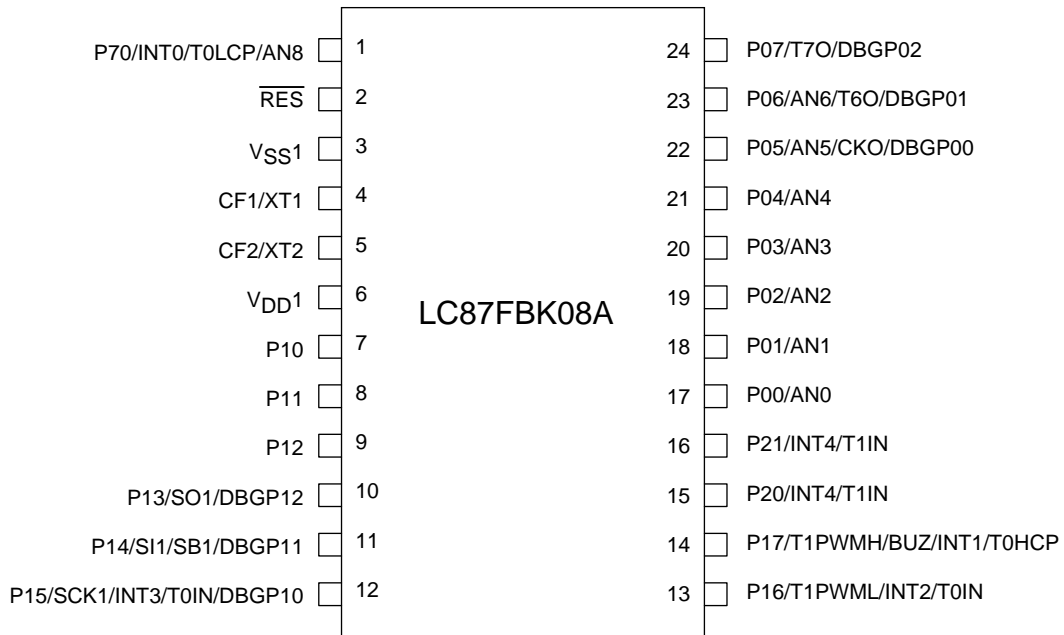 P70/INT0/T0LCP/AN8 1 24 P07/T7O/DBGP02
RES 2 23 P06/AN6/T6O/DBGP01
VSS1 3 22 P05/AN5/CKO/DBGP00
CF1/XT1 4 21 P04/AN4
CF2/XT2 5 20 P03/AN3
VDD1 6 19 P02/AN2
LC87FBK08A
P10 7 18 P01/AN1
P11 8 17 P00/AN0
P12 9 16 P21/INT4/T1IN
P13/SO1/DBGP12 10 15 P20/INT4/T1IN
P14/SI1/SB1/DBGP11 11 14 P17/T1PWMH/BUZ/INT1/T0HCP
P15/SCK1/INT3/T0IN/DBGP10 12 13 P16/T1PWML/INT2/T0IN